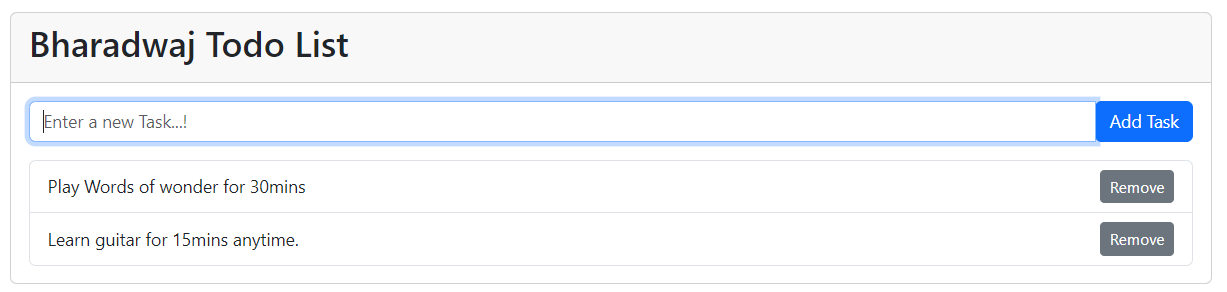 Bharadwaj Todo List
Enter a new Task...!
Add Task
Play Words of wonder for 30mins
Remove
Learn guitar for 15mins anytime.
Remove